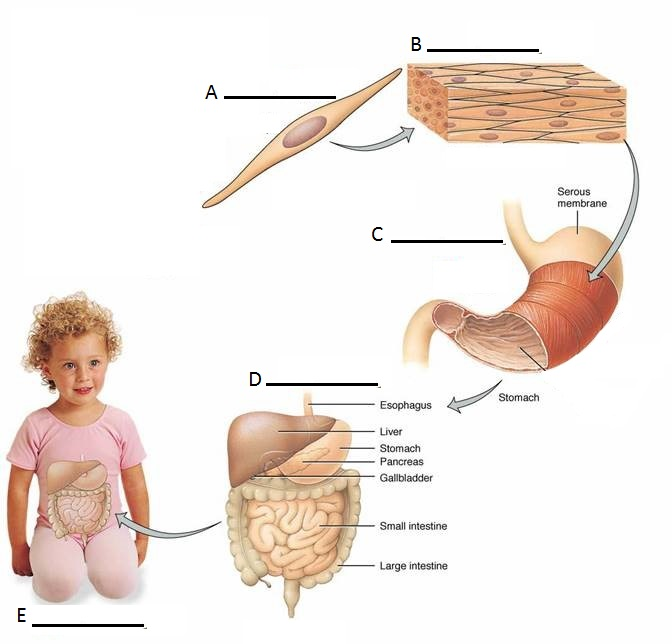 B
A
Serous
membrane
C
Stomach
D
Esophagus
Liver
Stomach
Pancreas
Gallbladder
Small intestine
Large intestine
E